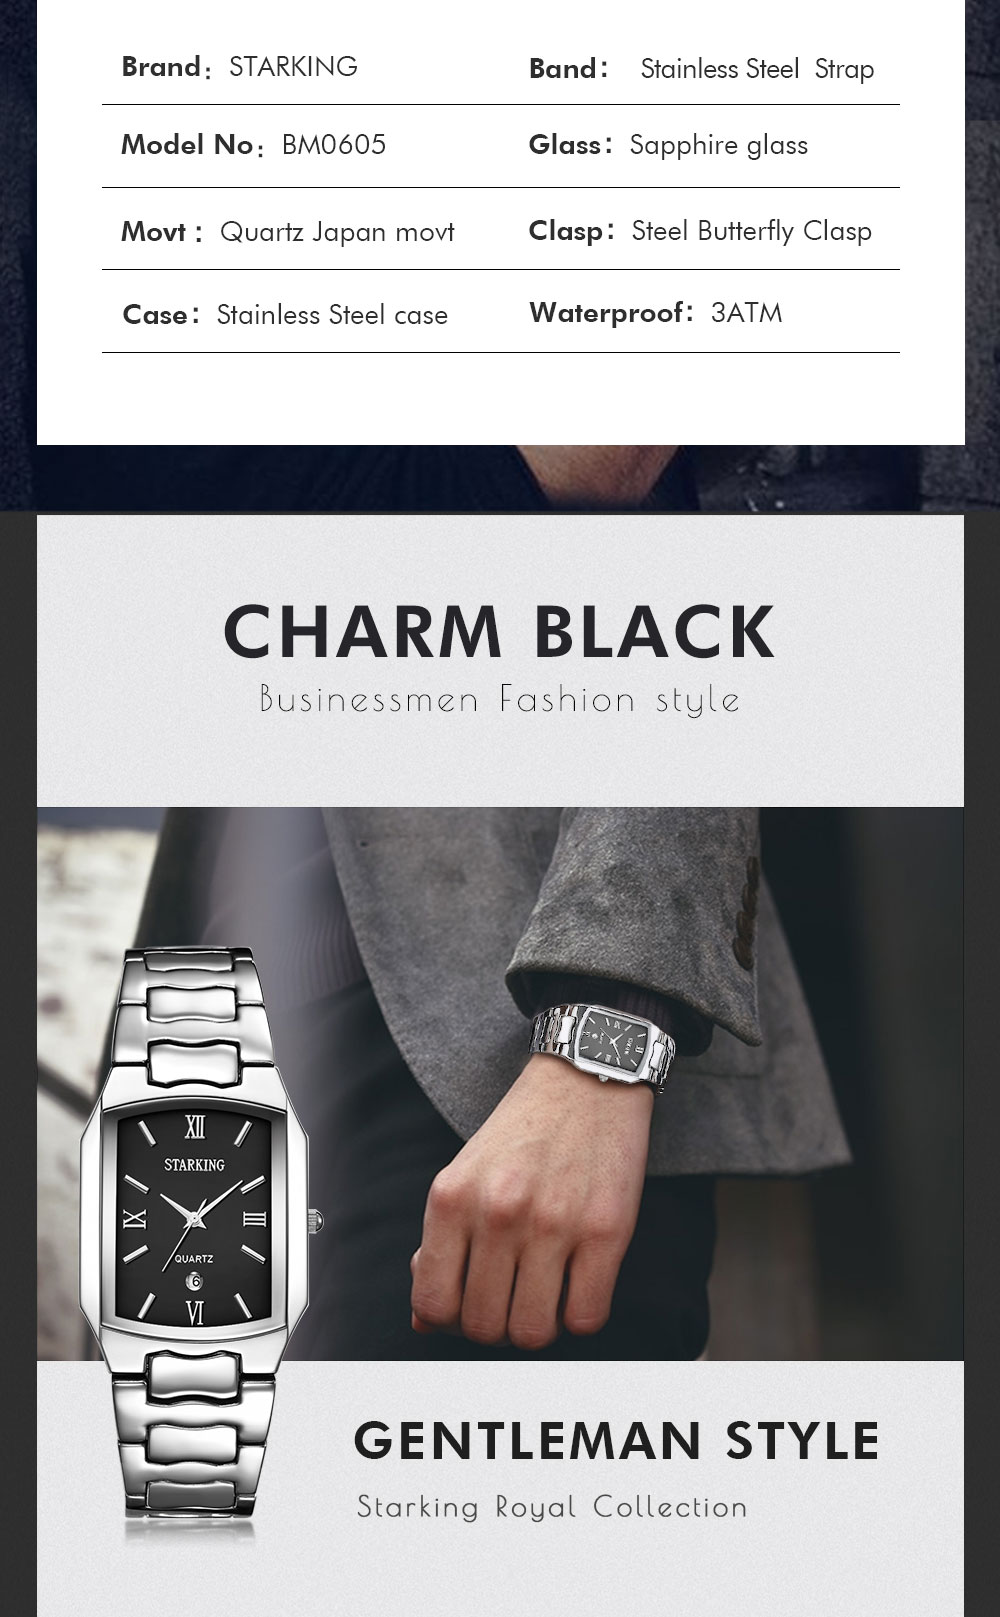 Brand： STARKING
Band： Stainless Steel Strap
Model No： BM0605
Glass： Sapphire glass
Movt： Quartz Japan movt
Clasp： Steel Butterfly Clasp
Case： Stainless Steel case
Waterproof： 3ATM
CHARM BLACK
Businessmen Fashion style
XII
STARKING
IX
III
QUARTZ
6
VI
GENTLEMAN STYLE
Starking Royal Collection